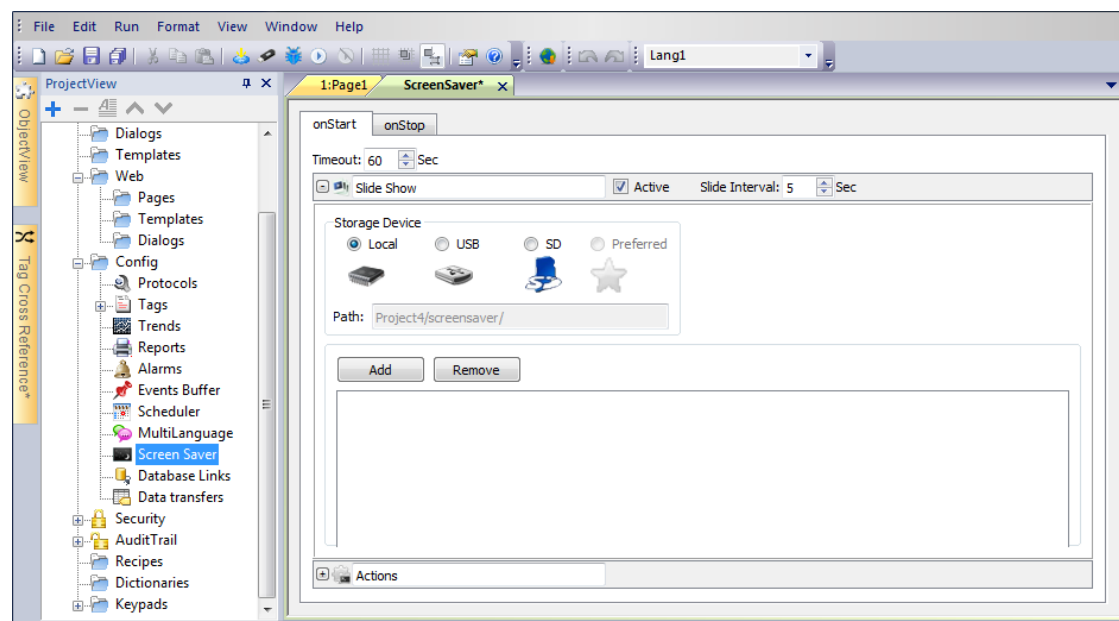 File Edit Run Format View Window Help
Lang1
ProjectView
1:Page1 ScreenSaver*
ObjectView
Tag Cross Reference*
Dialogs
Templates
Web
Pages
Templates
Dialogs
Config
Protocols
Tags
Trends
Reports
Alarms
Events Buffer
Scheduler
MultiLanguage
Screen Saver
Database Links
Data transfers
Security
AuditTrail
Recipes
Dictionaries
Keypads
onStart onStop
Timeout: 60 Sec
Slide Show Active Slide Interval: 5 Sec
Storage Device
Local USB SD Preferred
Path: Project4/screensaver/
Add Remove
Actions